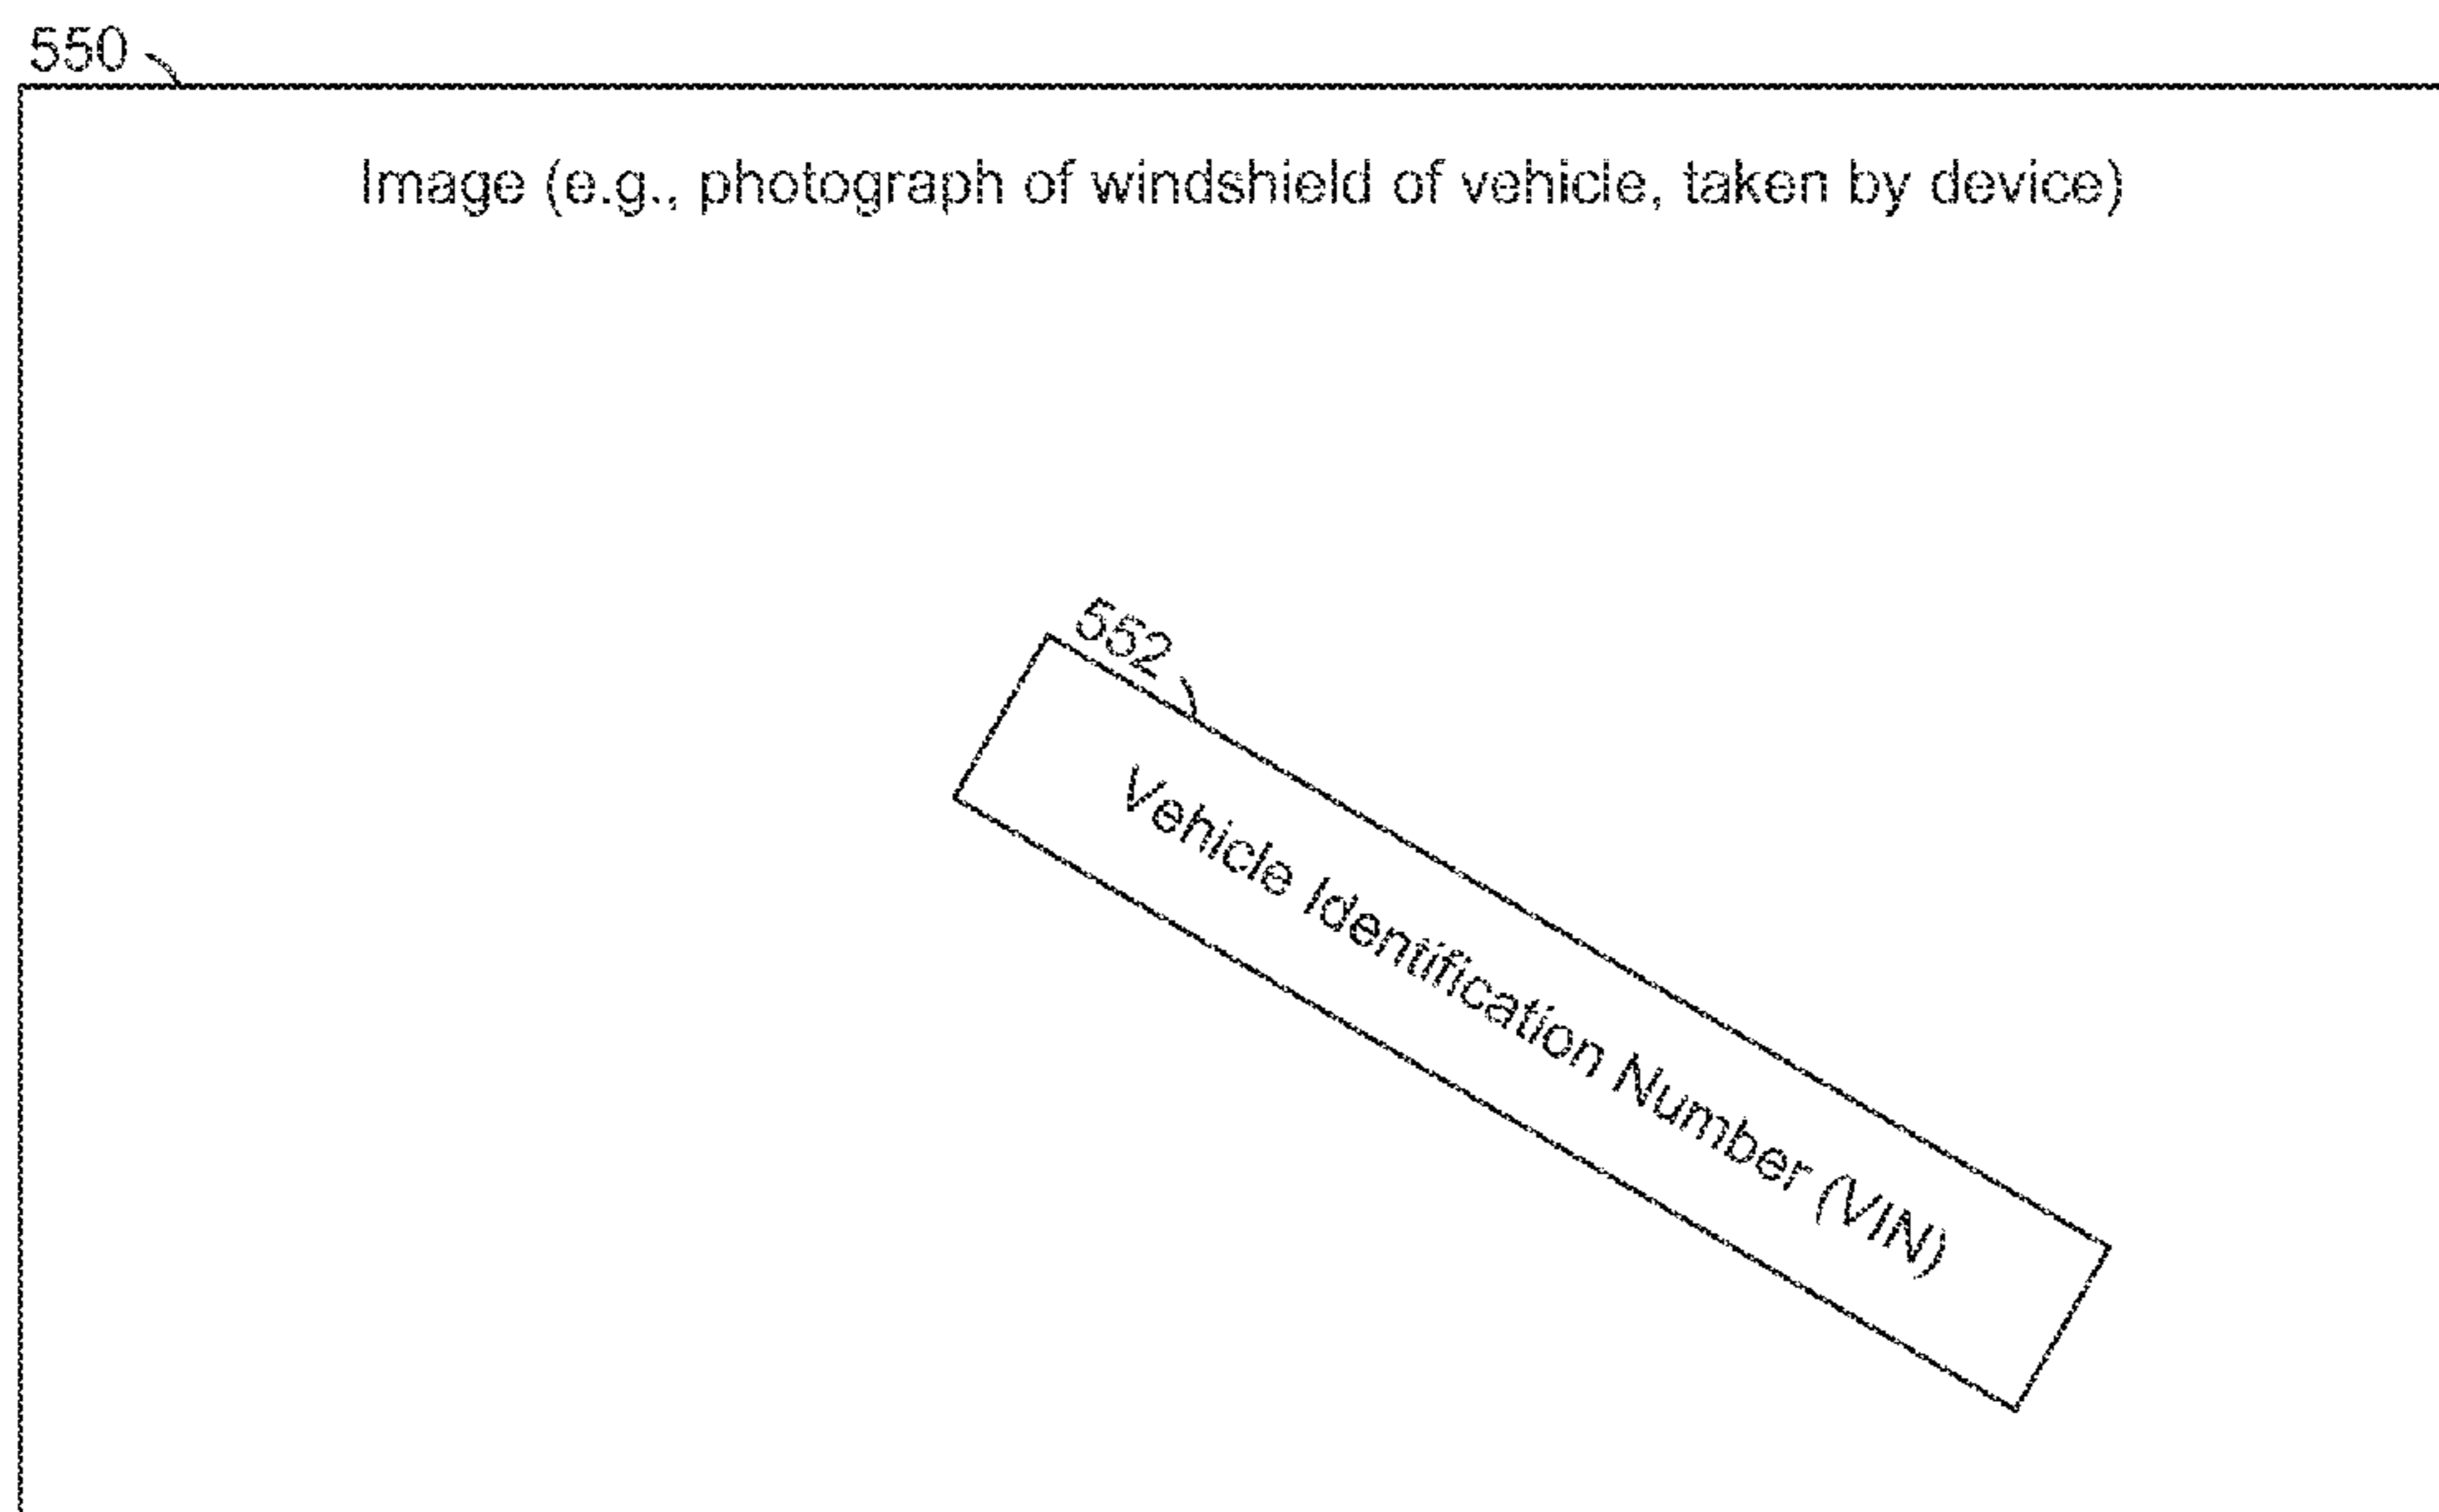 550
Image (e.g., photograph of windshield of vehicle, taken by device)
552
Vehicle Identification Number (VIN)